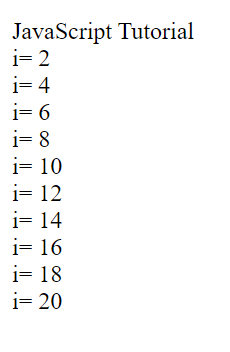 JavaScript Tutorial
i= 2
i= 4
i= 6
i= 8
i= 10
i= 12
i= 14
i= 16
i= 18
i= 20